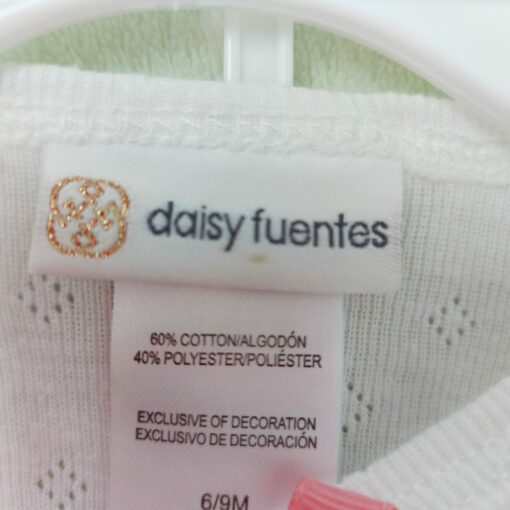 daisy fuentes
60% COTTON/ALGODÓN
40% POLYESTER/POLIÉSTER
EXCLUSIVE OF DECORATION
EXCLUSIVO DE DECORACIÓN
6/9M